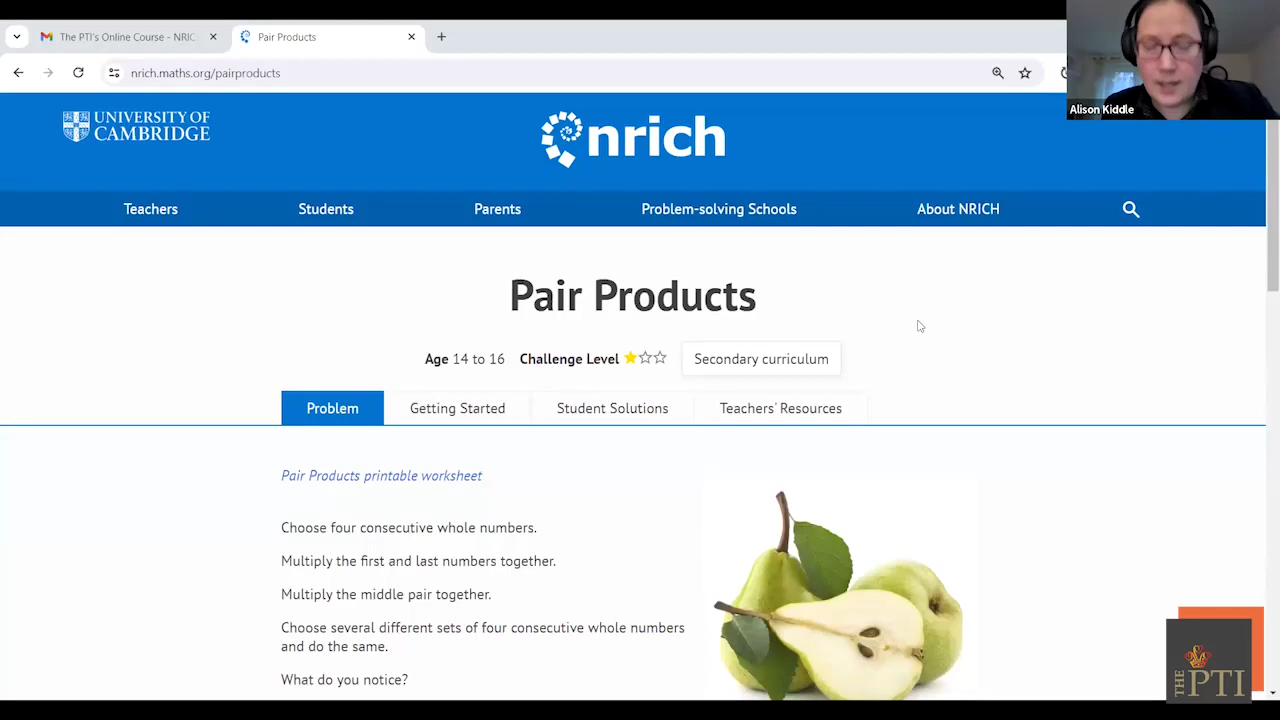 The PTI's Online Course - NRIC
Pair Products
nrich.maths.org/pairproducts
Alison Kiddle
UNIVERSITY OF
CAMBRIDGE
nrich
Teachers
Students
Parents
Problem-solving Schools
About NRICH
Pair Products
Age 14 to 16 Challenge Level
Secondary curriculum
Problem
Getting Started
Student Solutions
Teachers' Resources
Pair Products printable worksheet
Choose four consecutive whole numbers.
Multiply the first and last numbers together.
Multiply the middle pair together.
Choose several different sets of four consecutive whole numbers
and do the same.
What do you notice?
THE PTI